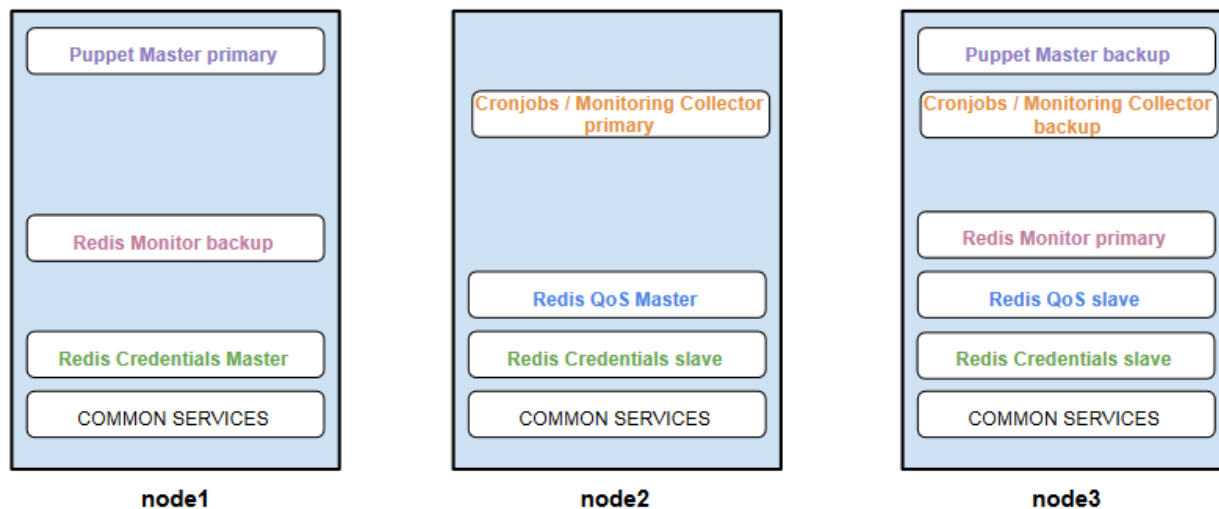 Puppet Master primary
Redis Monitor backup
Redis Credentials Master
COMMON SERVICES
node1
Cronjobs / Monitoring Collector
primary
Redis QoS Master
Redis Credentials slave
COMMON SERVICES
node2
Puppet Master backup
Cronjobs / Monitoring Collector
backup
Redis Monitor primary
Redis QoS slave
Redis Credentials slave
COMMON SERVICES
node3